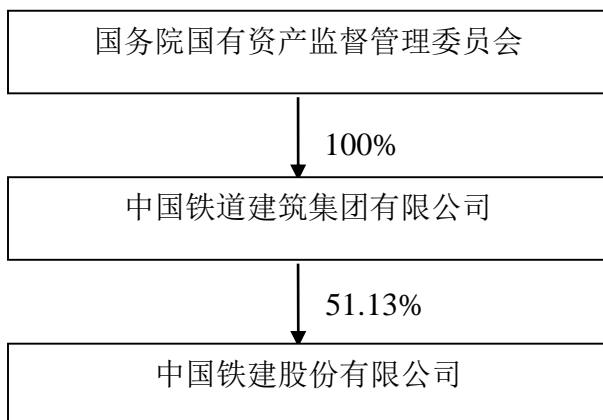 国务院国有资产监督管理委员会
100%
中国铁道建筑集团有限公司
51.13%
中国铁建股份有限公司